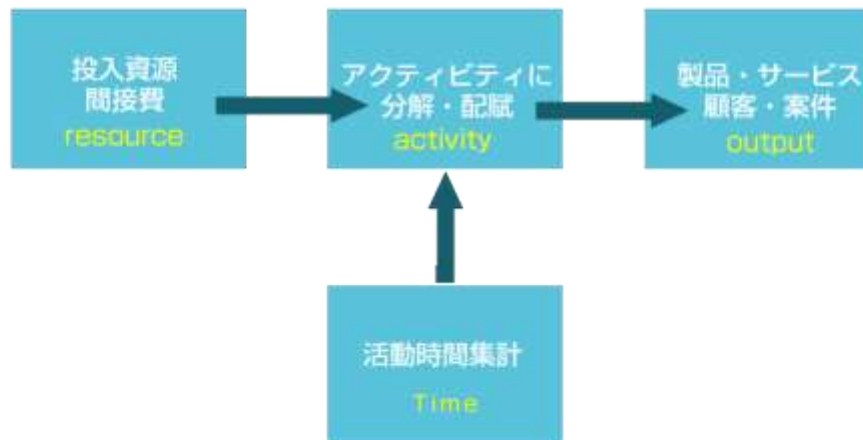 投入資源
間接費
resource
アクティビティに
分解・配賦
activity
製品・サービス
顧客・案件
output
活動時間集計
Time